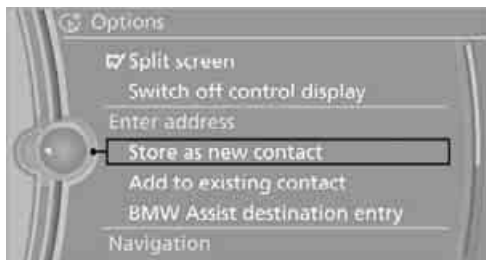 Options
Split screen
Switch off control display
Enter address
Store as new contact
Add to existing contact
BMW Assist destination entry
Navigation